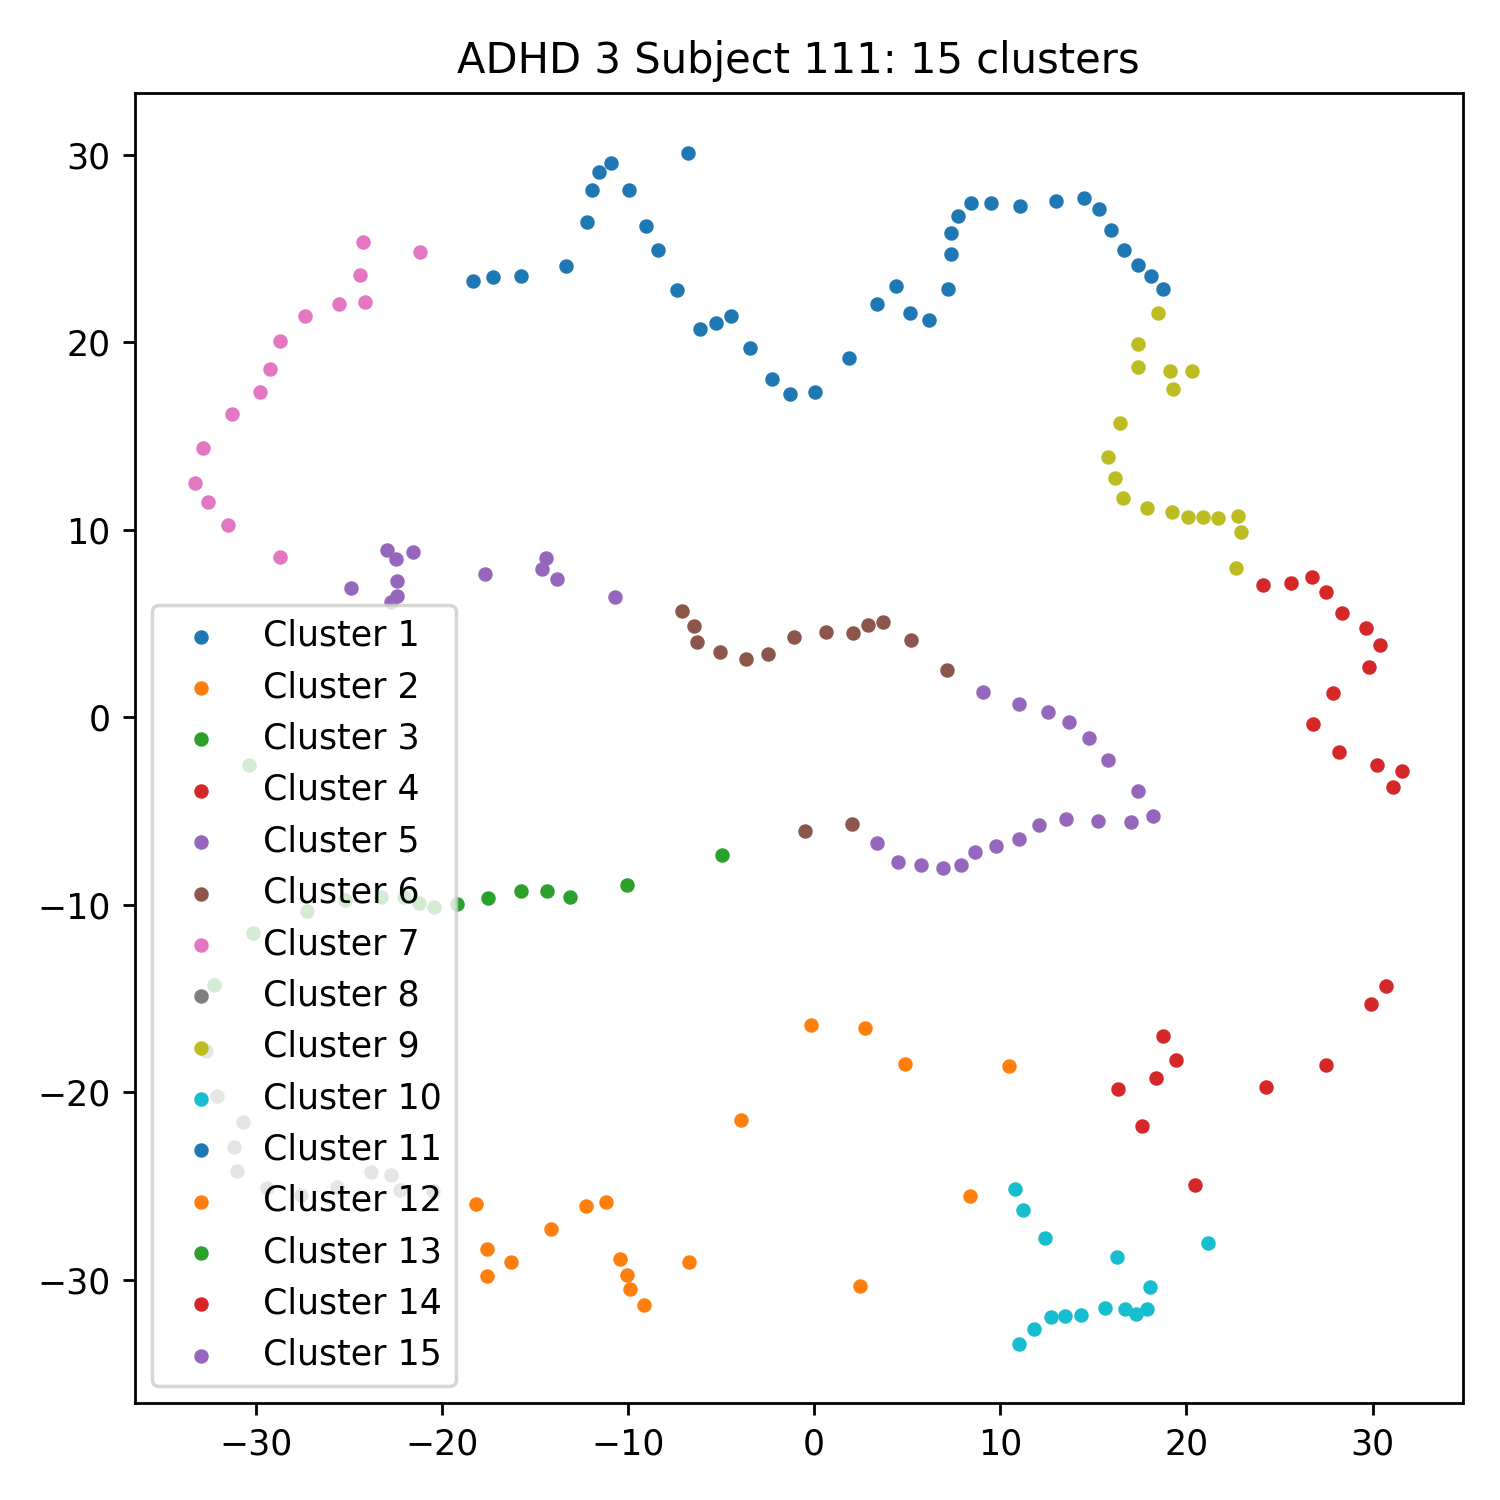 ADHD 3 Subject 111: 15 clusters
30
20
10
0
−10
−20
−30
Cluster 1
Cluster 2
Cluster 3
Cluster 4
Cluster 5
Cluster 6
Cluster 7
Cluster 8
Cluster 9
Cluster 10
Cluster 11
Cluster 12
Cluster 13
Cluster 14
Cluster 15
−30 −20 −10 0 10 20 30